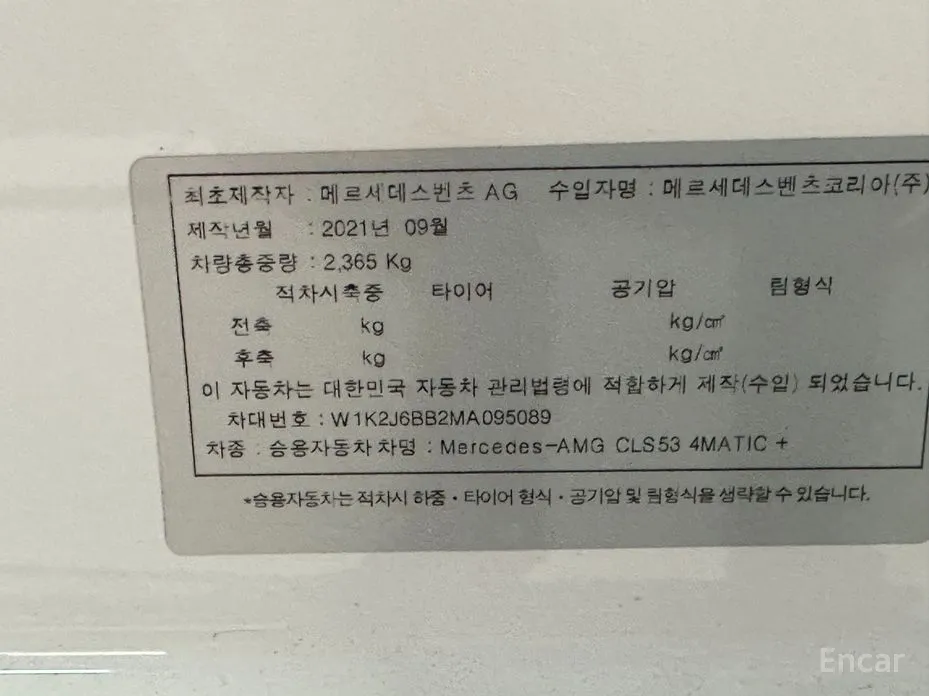 최초제작자 : 메르세데스벤츠 AG 수입자명 : 메르세데스벤츠코리아(주)
제작년월 : 2021년 09월
차량총중량 : 2,365 Kg
적차시축중 타이어 공기압 림형식
전축 kg kg/㎠
후축 kg kg/㎠
이 자동차는 대한민국 자동차 관리법령에 적합하게 제작(수입) 되었습니다.
차대번호 : W1K2J6BB2MA095089
차종 : 승용자동차 차명 : Mercedes-AMG CLS53 4MATIC +
*승용자동차는 적차시 하중 · 타이어 형식 · 공기압 및 림형식을 생략할 수 있습니다.
Encar